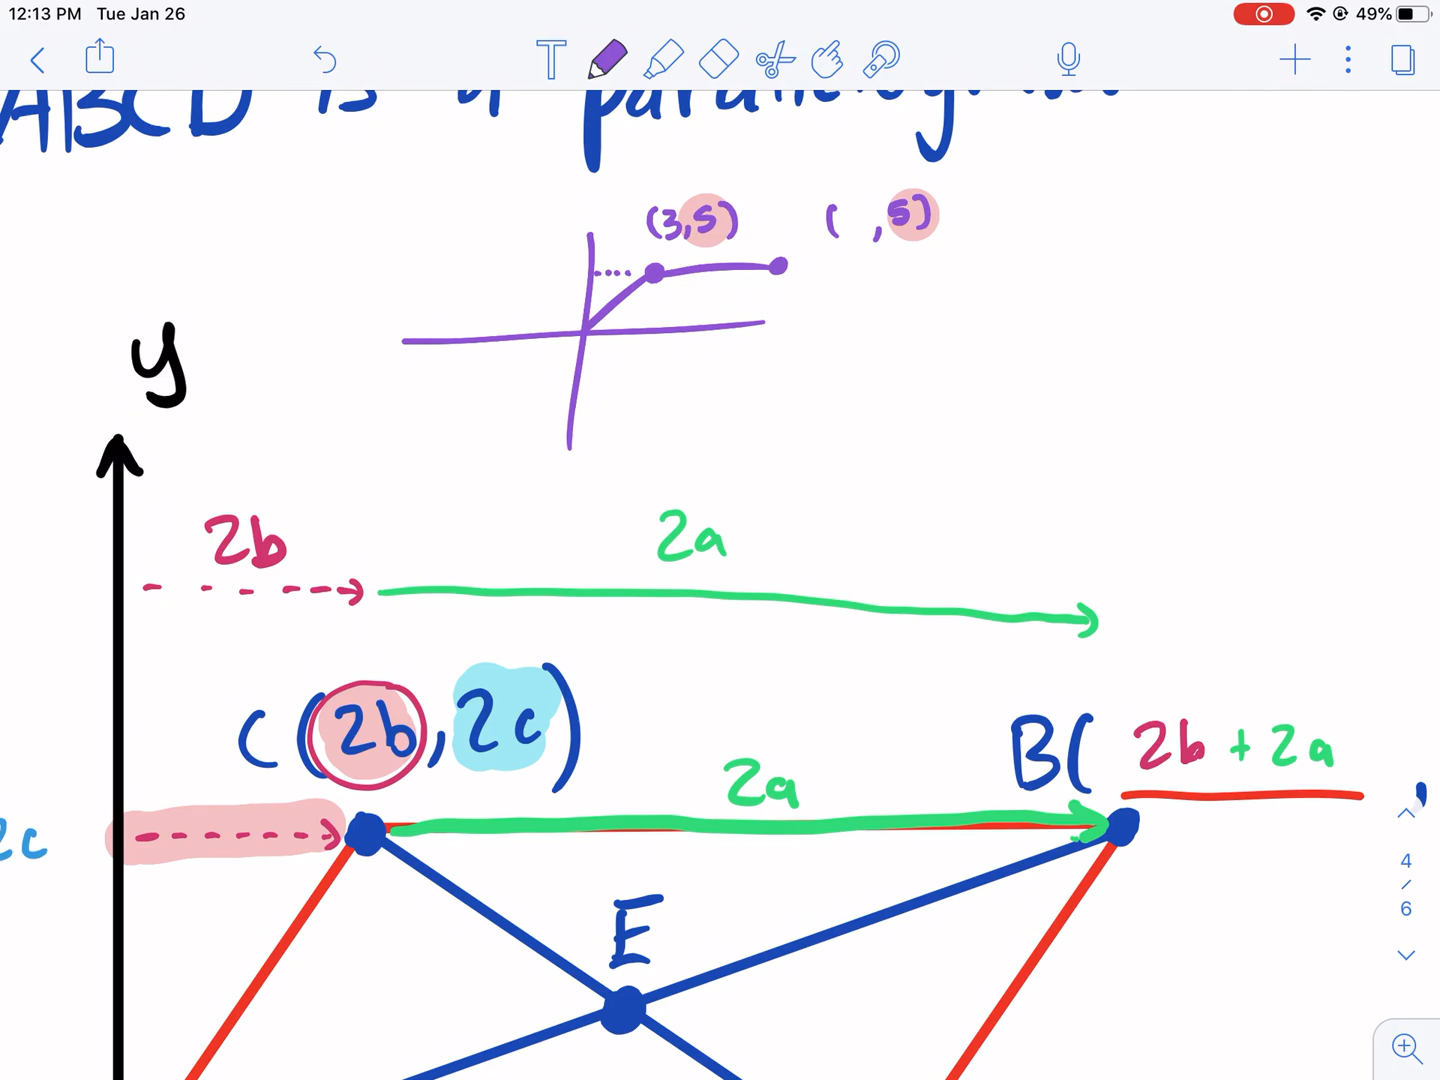 12:13 PM Tue Jan 26
49%
T
ABCD is a parallelogram
(3,5) ( ,5)
y
2b 2a
C(2b,2c) B(2b+2a ,
2a
2c
E
4
/
6